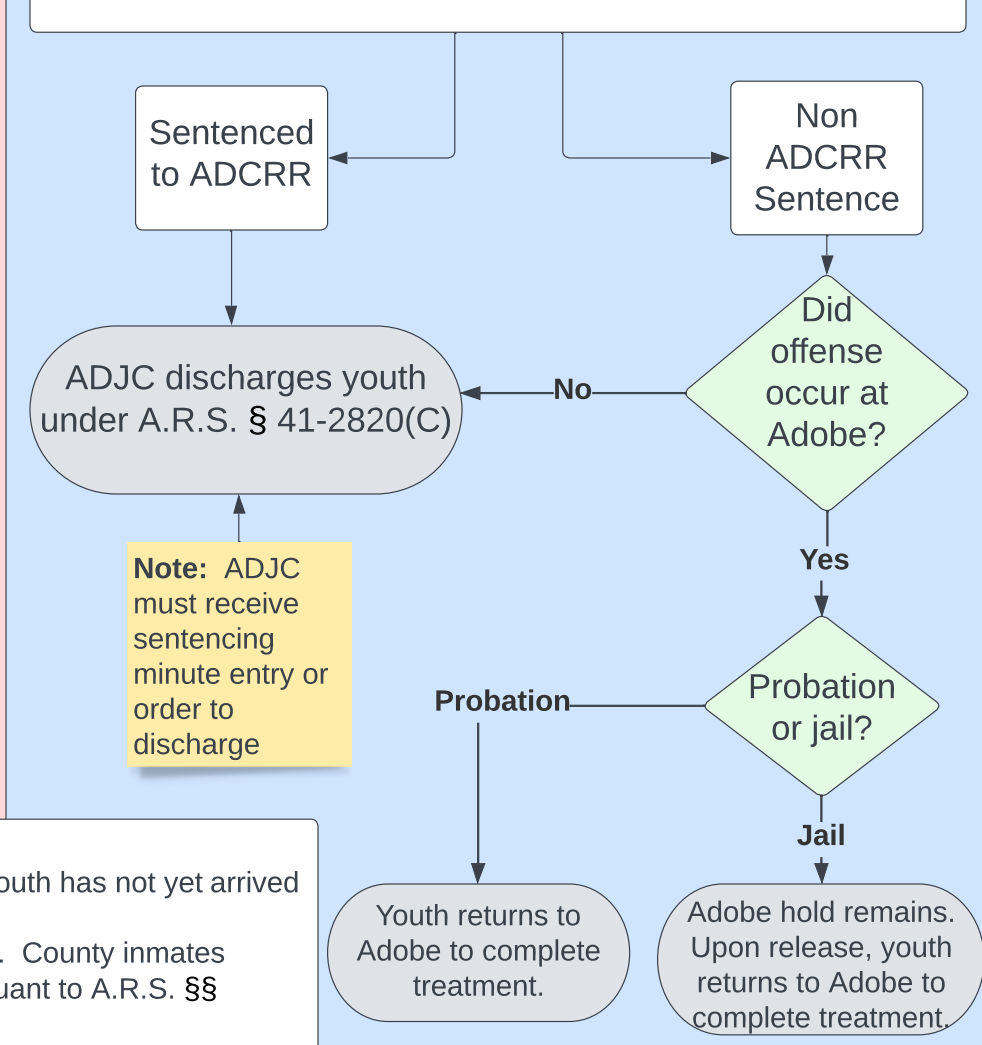 Sentenced
to ADCRR
Non
ADCRR
Sentence
Did
offense
occur at
Adobe?
No
ADJC discharges youth
under A.R.S. § 41-2820(C)
Yes
Note:  ADJC
must receive
sentencing
minute entry or
order to
discharge
Probation
or jail?
Probation
Jail
outh has not yet arrived
.  County inmates
uant to A.R.S. §§
Youth returns to
Adobe to complete
treatment.
Adobe hold remains.
Upon release, youth
returns to Adobe to
complete treatment.